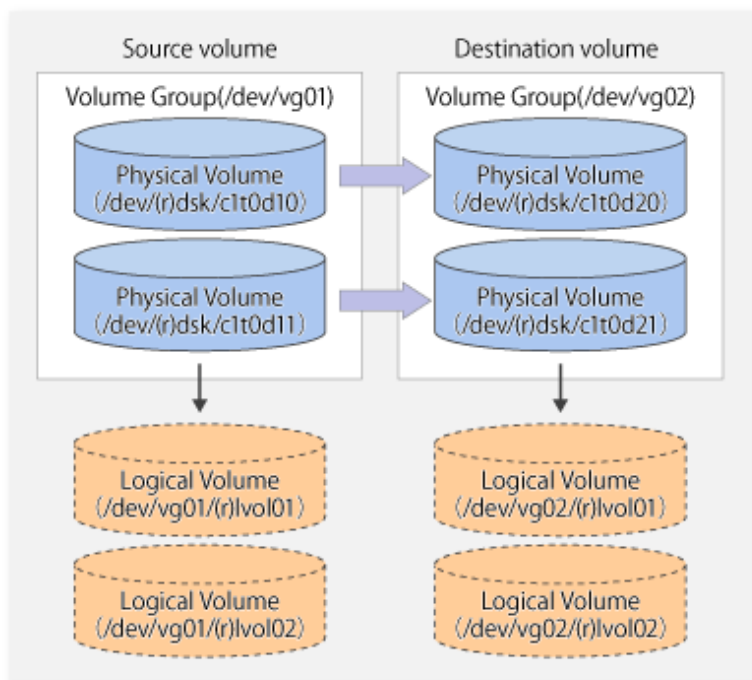 Source volume
Volume Group(/dev/vg01)
Physical Volume
(/dev/(r)dsk/c1t0d10)
Physical Volume
(/dev/(r)dsk/c1t0d11)
Logical Volume
(/dev/vg01/(r)lvol01)
Logical Volume
(/dev/vg01/(r)lvol02)
Destination volume
Volume Group(/dev/vg02)
Physical Volume
(/dev/(r)dsk/c1t0d20)
Physical Volume
(/dev/(r)dsk/c1t0d21)
Logical Volume
(/dev/vg02/(r)lvol01)
Logical Volume
(/dev/vg02/(r)lvol02)